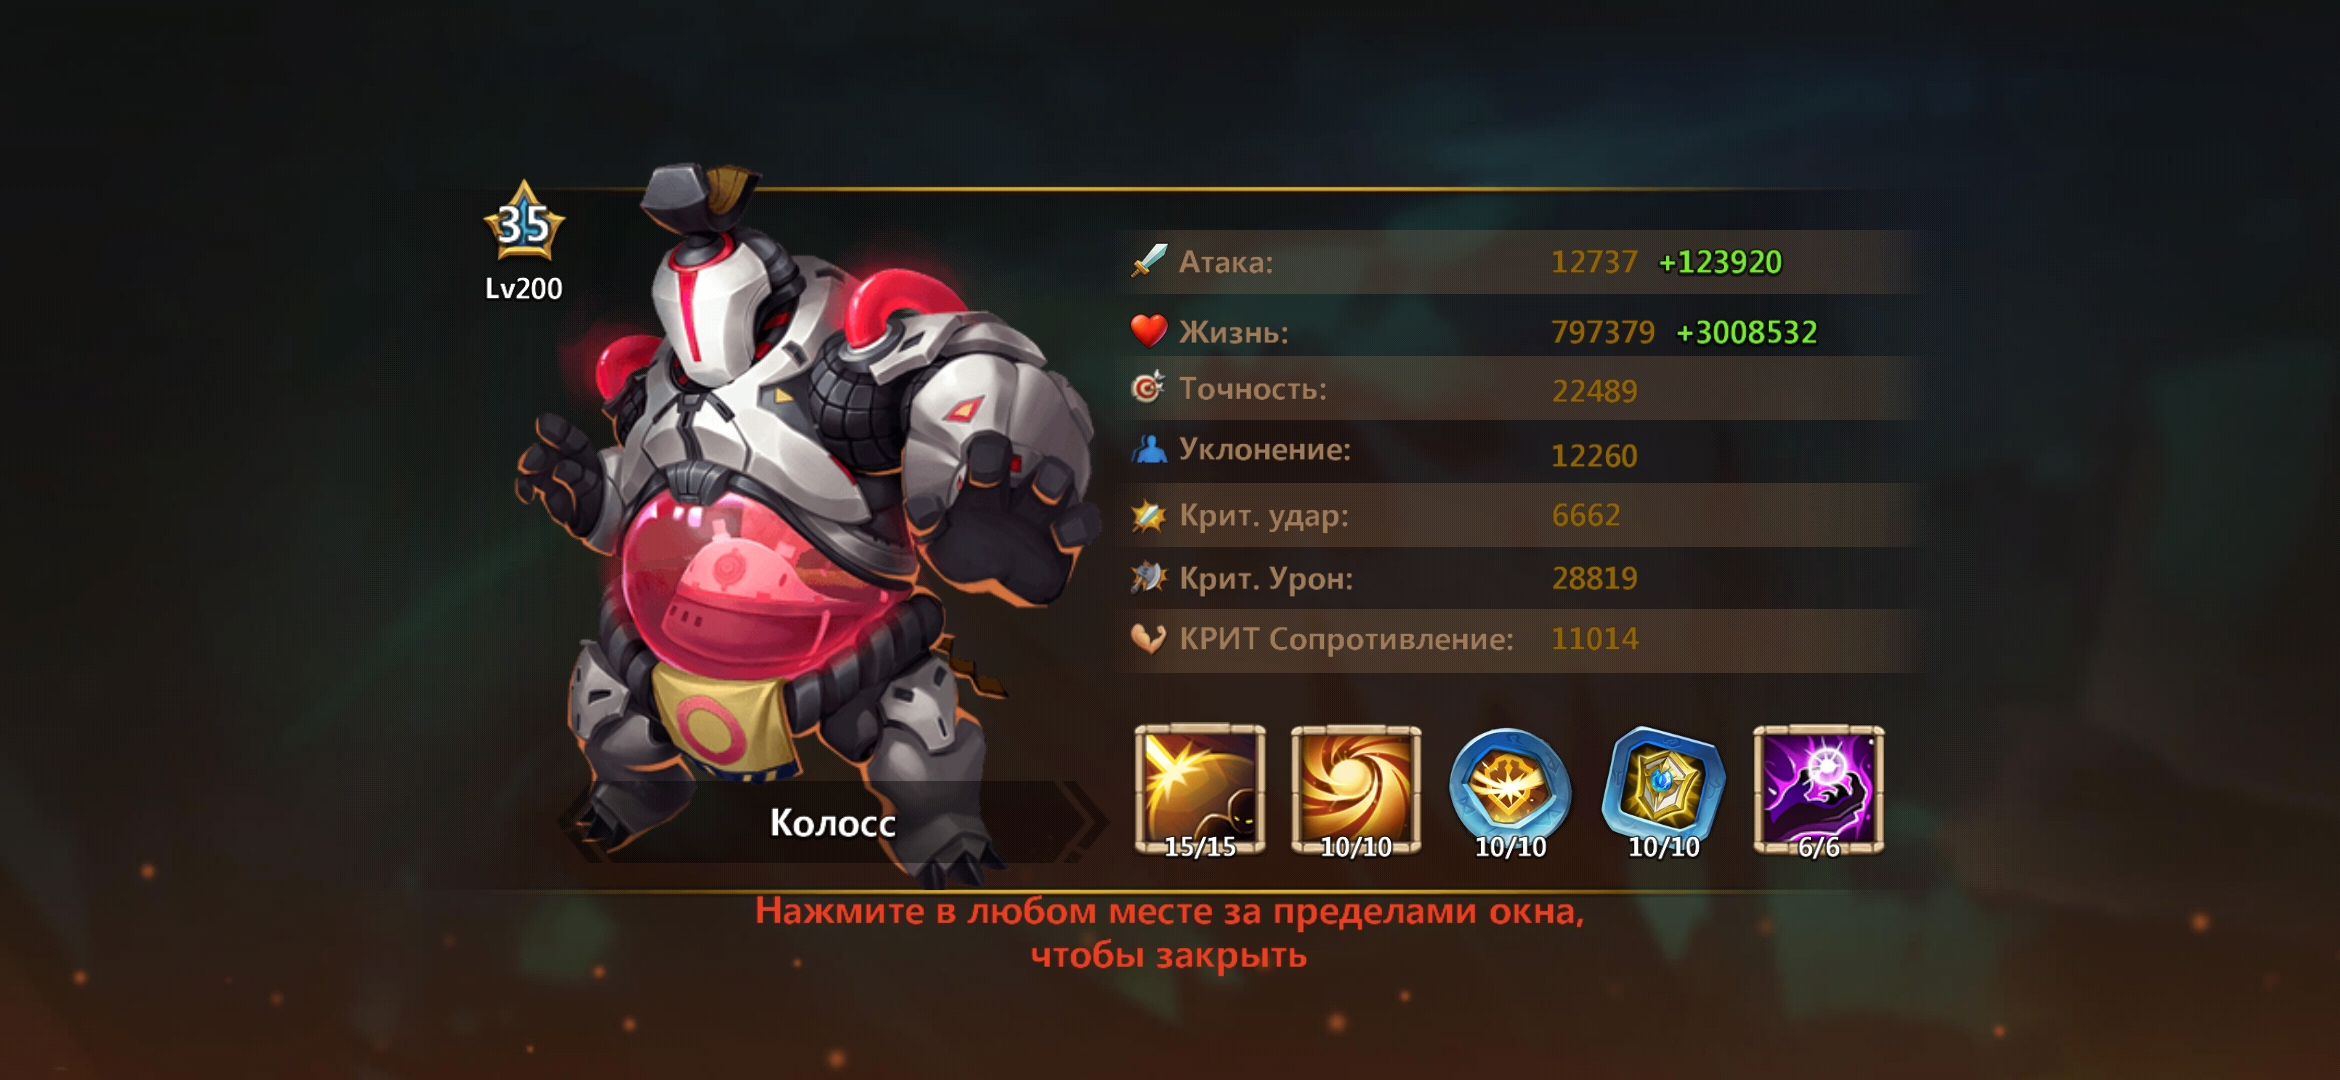 35
Lv200
Атака: 12737 +123920
Жизнь: 797379 +3008532
Точность: 22489
Уклонение: 12260
Крит. удар: 6662
Крит. Урон: 28819
КРИТ Сопротивление: 11014
Колосс
15/15 10/10 10/10 10/10 6/6
Нажмите в любом месте за пределами окна,
чтобы закрыть